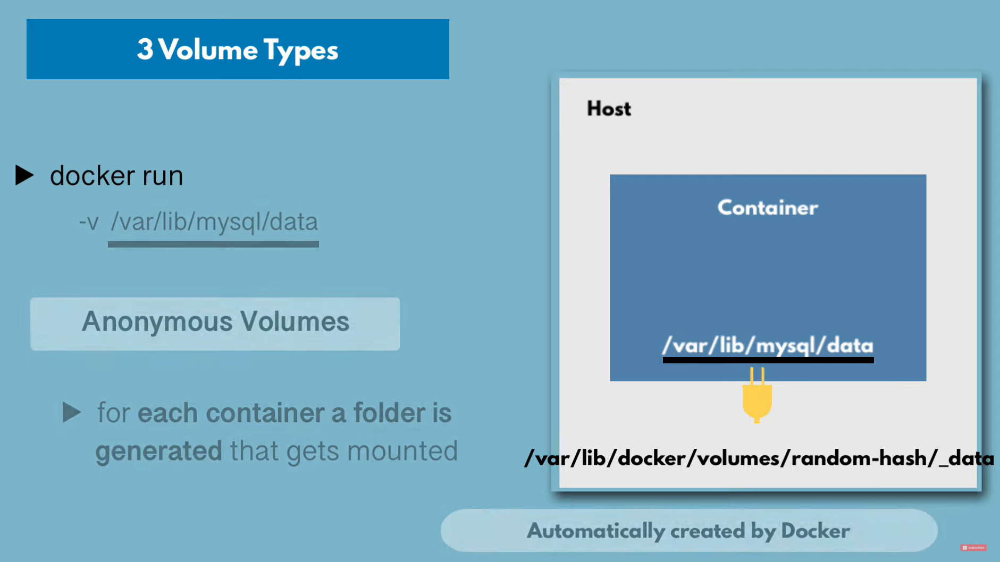 3 Volume Types
docker run
-v /var/lib/mysql/data
Anonymous Volumes
for each container a folder is
generated that gets mounted
Host
Container
/var/lib/mysql/data
/var/lib/docker/volumes/random-hash/_data
Automatically created by Docker
SUBSCRIBE